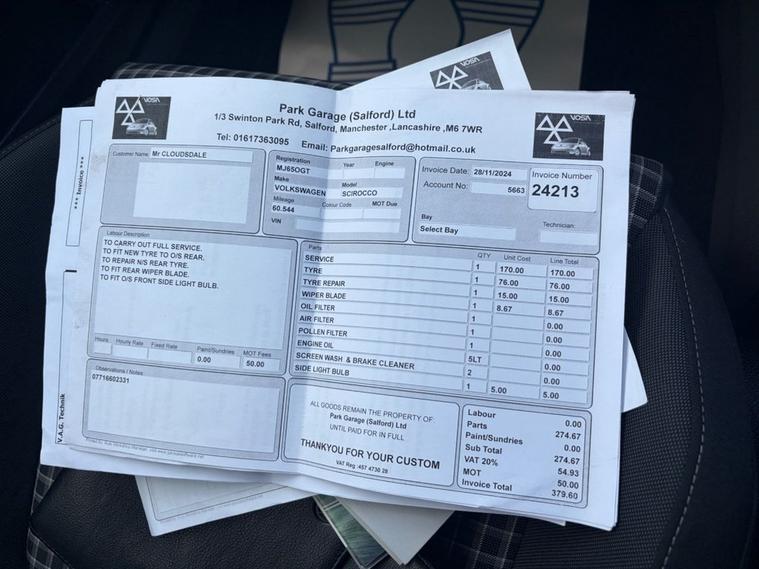 VOSA
VOSA
Park Garage (Salford) Ltd
1/3 Swinton Park Rd, Salford, Manchester ,Lancashire ,M6 7WR
Tel: 01617363095 Email: Parkgaragesalford@hotmail.co.uk
VOSA
*** Invoice ***
V.A.G. Technik
Customer Name Mr CLOUDSDALE
Registration Year Engine
MJ65OGT
Make Model
VOLKSWAGEN SCIROCCO
Mileage Colour Code MOT Due
60.544
VIN
Invoice Date: 28/11/2024
Account No: 5663
Invoice Number
24213
Bay Technician:
Select Bay
Labour Description
TO CARRY OUT FULL SERVICE.
TO FIT NEW TYRE TO O/S REAR.
TO REPAIR N/S REAR TYRE.
TO FIT REAR WIPER BLADE.
TO FIT O/S FRONT SIDE LIGHT BULB.
Hours Hourly Rate Fixed Rate Paint/Sundries MOT Fees
0.00 50.00
Parts QTY Unit Cost Line Total
SERVICE 1 170.00 170.00
TYRE 1 76.00 76.00
TYRE REPAIR 1 15.00 15.00
WIPER BLADE 1 8.67 8.67
OIL FILTER 1 0.00
AIR FILTER 1 0.00
POLLEN FILTER 1 0.00
ENGINE OIL 5LT 0.00
SCREEN WASH & BRAKE CLEANER 2 0.00
SIDE LIGHT BULB 1 5.00 5.00
Observations / Notes
07716602331
ALL GOODS REMAIN THE PROPERTY OF
Park Garage (Salford) Ltd
UNTIL PAID FOR IN FULL
THANKYOU FOR YOUR CUSTOM
VAT Reg :457 4730 28
Labour 0.00
Parts 274.67
Paint/Sundries 0.00
Sub Total 274.67
VAT 20% 54.93
MOT 50.00
Invoice Total 379.60